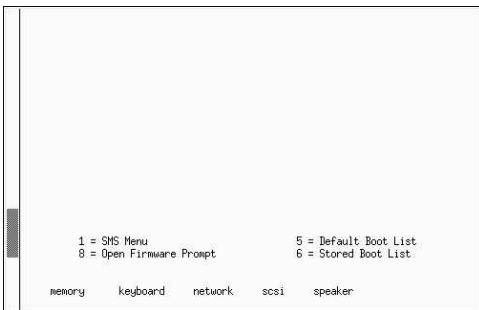 1 = SMS Menu 5 = Default Boot List
8 = Open Firmware Prompt 6 = Stored Boot List
memory keyboard network scsi speaker